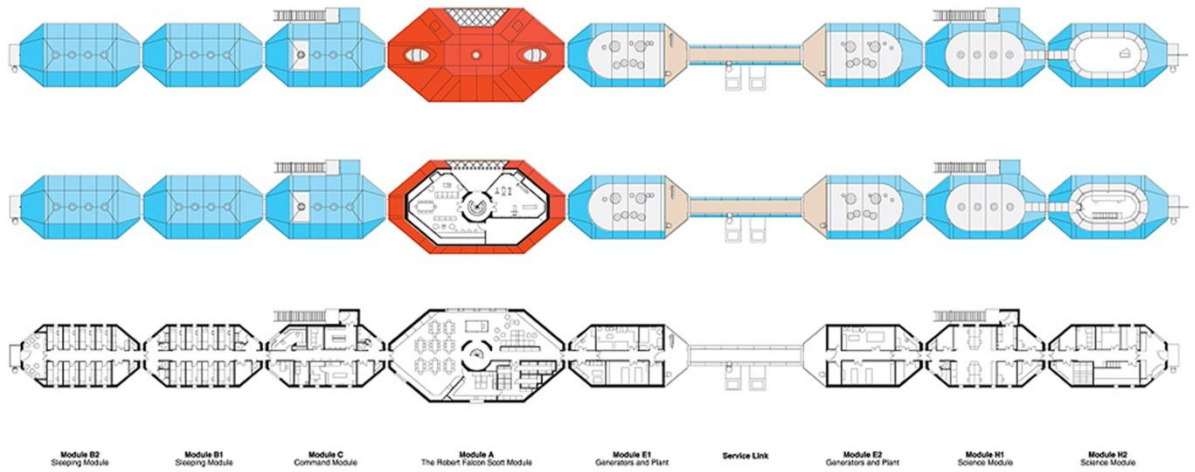 Module B2
Sleeping Module
Module B1
Sleeping Module
Module C
Command Module
Module A
The Robert Falcon Scott Module
Module E1
Generators and Plant
Service Link
Module E2
Generators and Plant
Module H1
Science Module
Module H2
Science Module